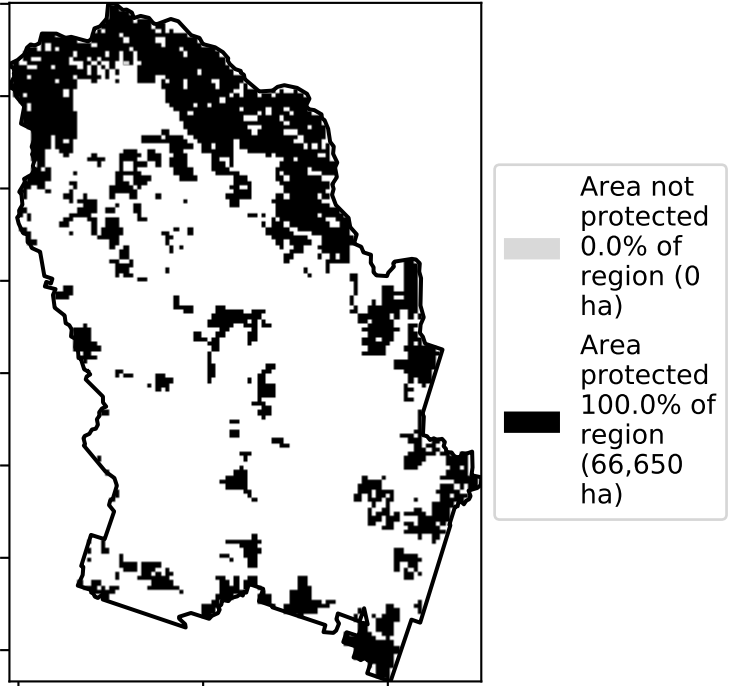 Area not
protected
0.0% of
region (0
ha)
Area
protected
100.0% of
region
(66,650
ha)